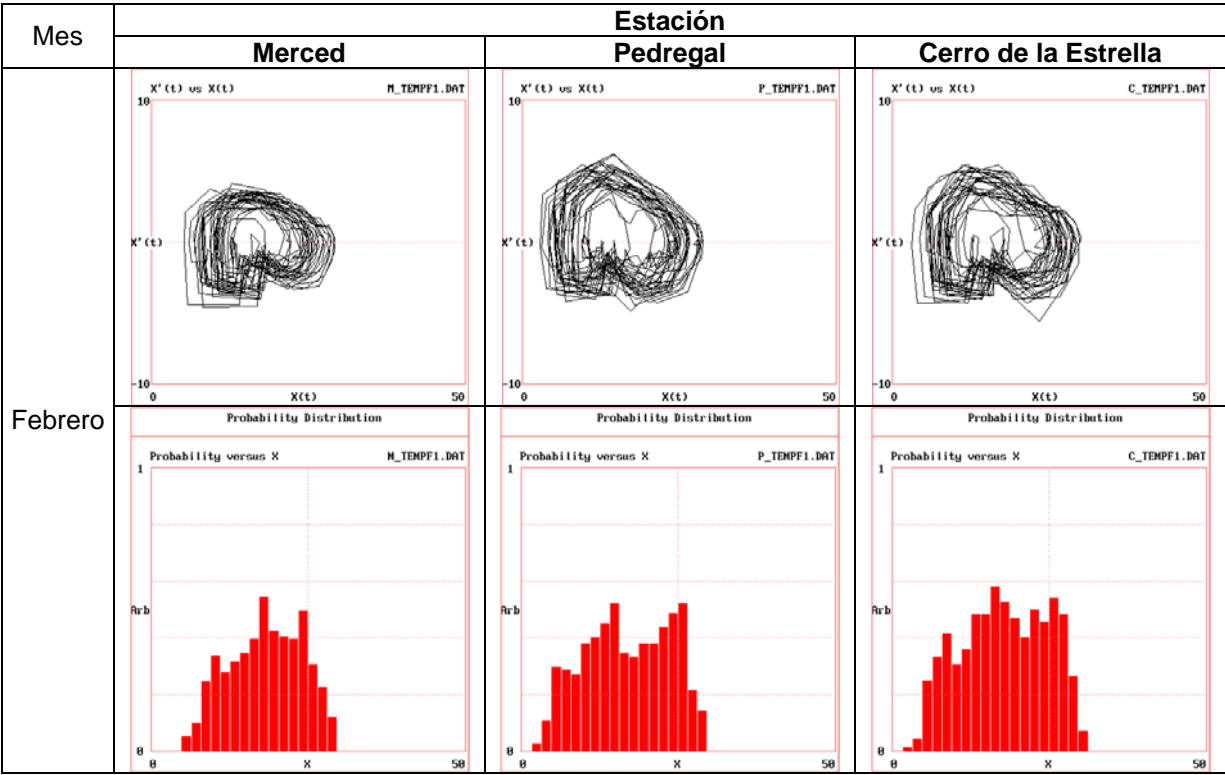 Mes
Estación
Merced
Pedregal
Cerro de la Estrella
Febrero
X'(t) vs X(t) M_TEMPF1.DAT
10
X'(t)
-10
0 X(t) 50
X'(t) vs X(t) P_TEMPF1.DAT
10
X'(t)
-10
0 X(t) 50
X'(t) vs X(t) C_TEMPF1.DAT
10
X'(t)
-10
0 X(t) 50
Probability Distribution
Probability versus X M_TEMPF1.DAT
1
Arb
0
0 X 50
Probability Distribution
Probability versus X P_TEMPF1.DAT
1
Arb
0
0 X 50
Probability Distribution
Probability versus X C_TEMPF1.DAT
1
Arb
0
0 X 50